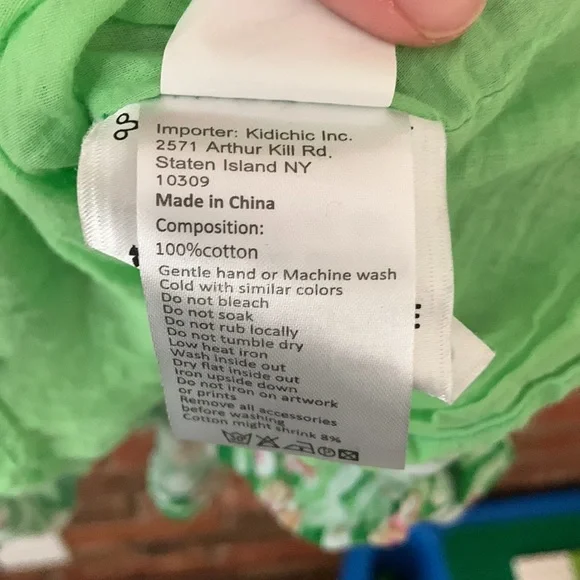 Importer: Kidichic Inc.
2571 Arthur Kill Rd.
Staten Island NY
10309
Made in China
Composition:
100%cotton
Gentle hand or Machine wash
Cold with similar colors
Do not bleach
Do not soak
Do not rub locally
Do not tumble dry
Low heat iron
Wash inside out
Dry flat inside out
Iron upside down
Do not iron on artwork
or prints
Remove all accessories
before washing
Cotton might shrink 8%